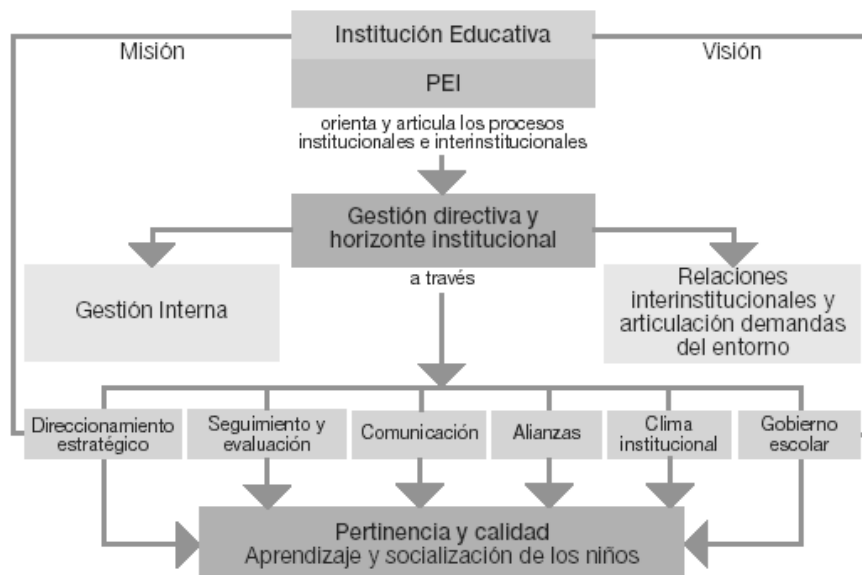 Institución Educativa
Misión
Visión
PEI
orienta y articula los procesos
institucionales e interinstitucionales
Gestión directiva y
horizonte institucional
a través
Gestión Interna
Relaciones
interinstitucionales y
articulación demandas
del entorno
Direccionamiento
estratégico
Seguimiento y
evaluación
Comunicación
Alianzas
Clima
institucional
Gobierno
escolar
Pertinencia y calidad
Aprendizaje y socialización de los niños